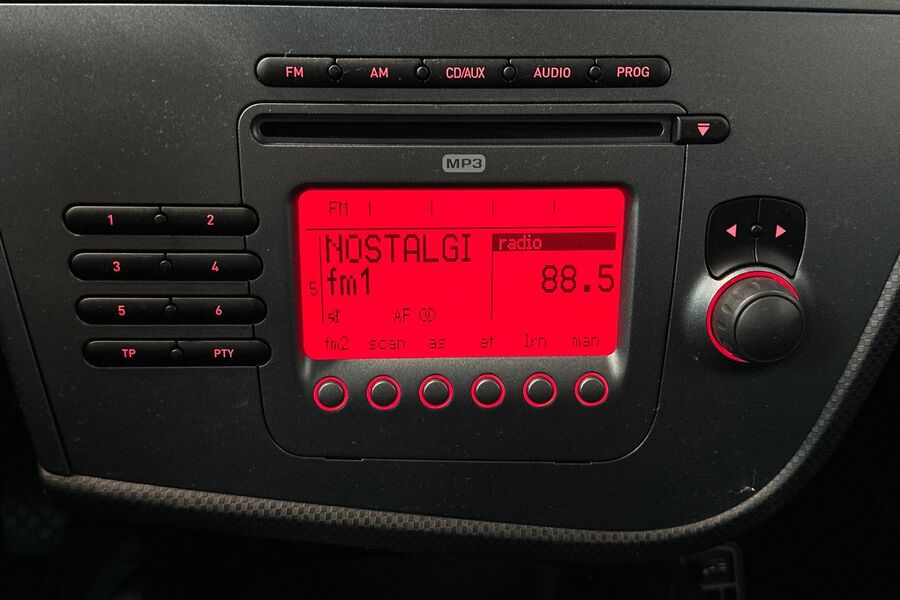 FM AM CD/AUX AUDIO PROG
MP3
1 2
3 4
5 6
TP PTY
FM
NOSTALGI
radio
5 fm1
88.5
AF
fm2 scan as af lrn man